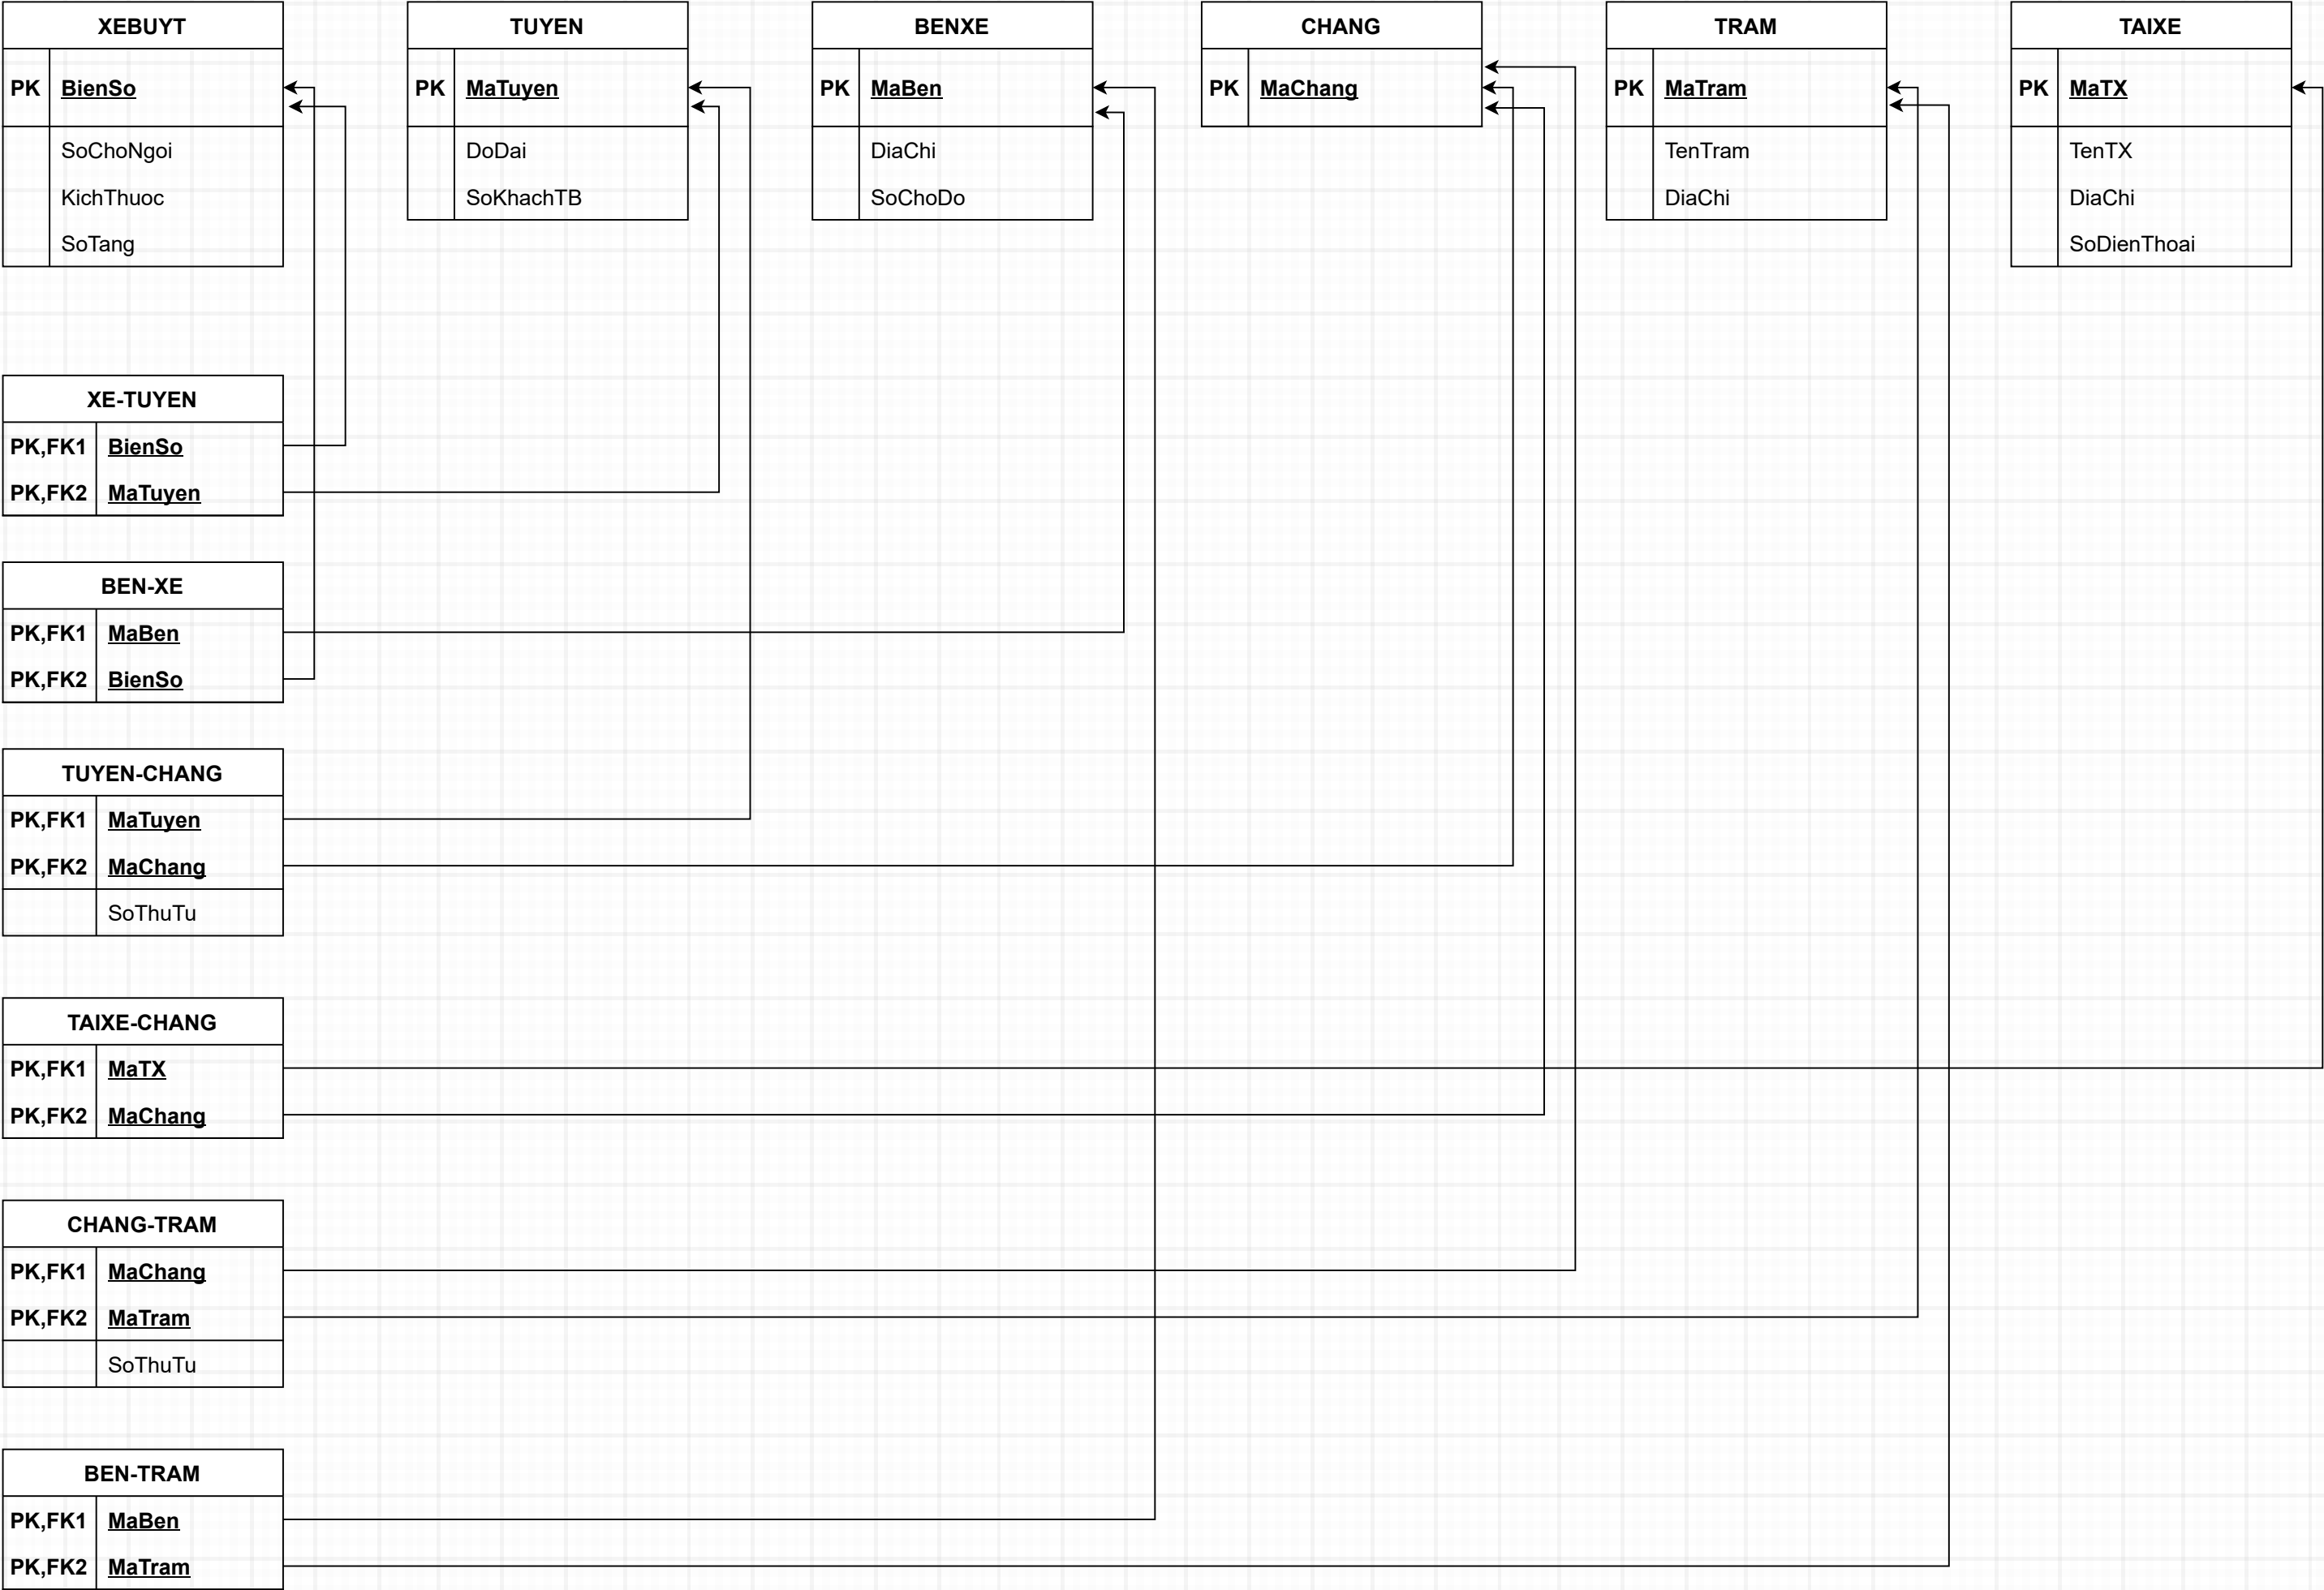 XEBUYT
PK BienSo
SoChoNgoi
KichThuoc
SoTang
TUYEN
PK MaTuyen
DoDai
SoKhachTB
BENXE
PK MaBen
DiaChi
SoChoDo
CHANG
PK MaChang
TRAM
PK MaTram
TenTram
DiaChi
TAIXE
PK MaTX
TenTX
DiaChi
SoDienThoai
XE-TUYEN
PK,FK1 BienSo
PK,FK2 MaTuyen
BEN-XE
PK,FK1 MaBen
PK,FK2 BienSo
TUYEN-CHANG
PK,FK1 MaTuyen
PK,FK2 MaChang
SoThuTu
TAIXE-CHANG
PK,FK1 MaTX
PK,FK2 MaChang
CHANG-TRAM
PK,FK1 MaChang
PK,FK2 MaTram
SoThuTu
BEN-TRAM
PK,FK1 MaBen
PK,FK2 MaTram